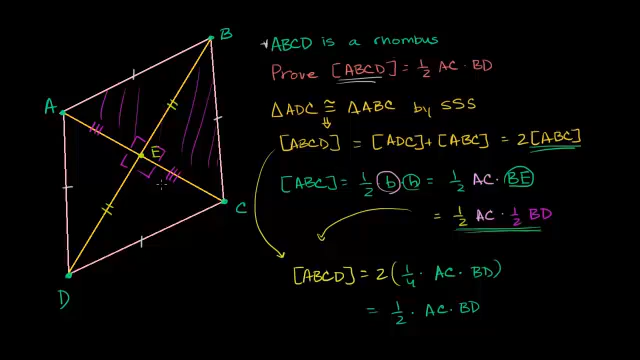 ABCD is a rhombus
Prove [ABCD] = 1/2 AC · BD
△ADC ≅ △ABC by SSS
[ABCD] = [ADC] + [ABC] = 2[ABC]
[ABC] = 1/2 b · h = 1/2 AC · BE
= 1/2 AC · 1/2 BD
[ABCD] = 2 (1/4 · AC · BD)
= 1/2 · AC · BD
B
A
E
C
D